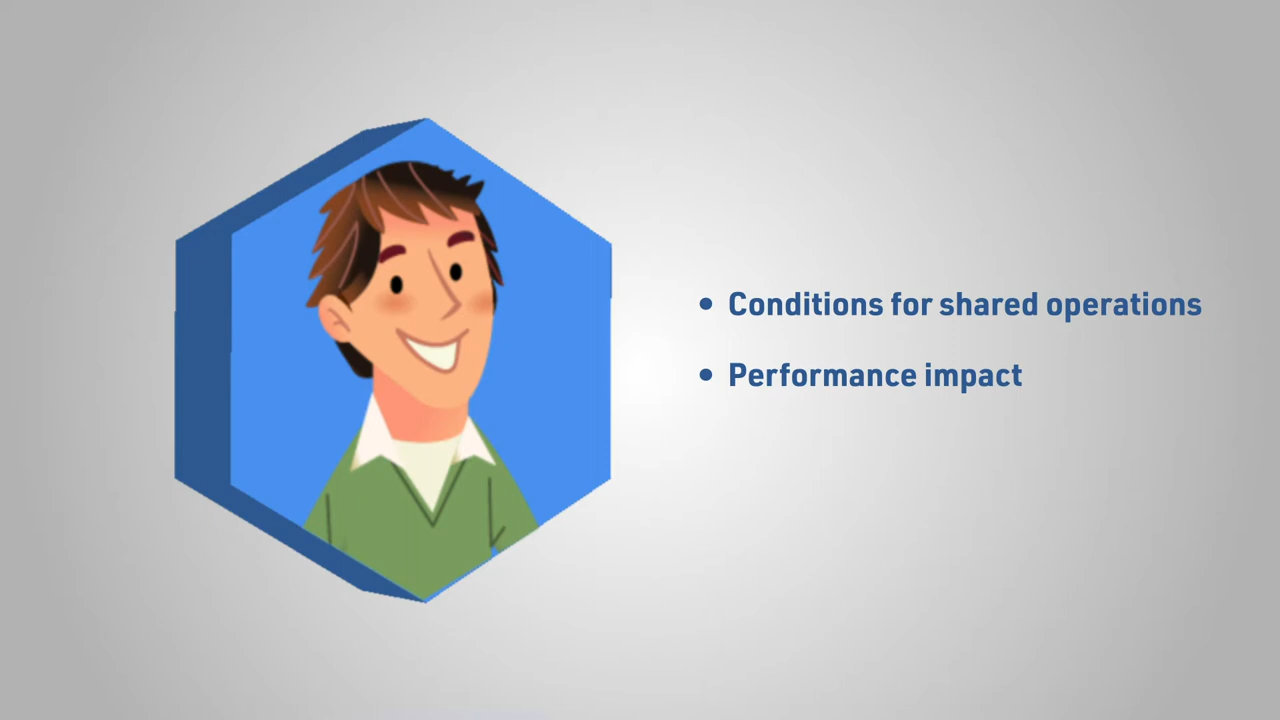 • Conditions for shared operations
• Performance impact